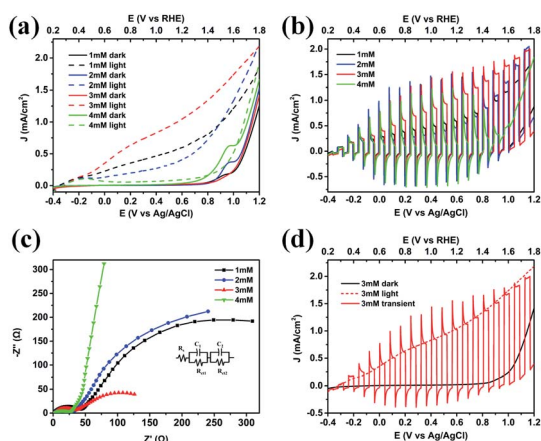 (a)
E (V vs RHE)
0.2 0.4 0.6 0.8 1.0 1.2 1.4 1.6 1.8
1mM dark
1mM light
2mM dark
2mM light
3mM dark
3mM light
4mM dark
4mM light
J (mA/cm²)
2.5
2.0
1.5
1.0
0.5
0.0
-0.4 -0.2 0.0 0.2 0.4 0.6 0.8 1.0 1.2
E (V vs Ag/AgCl)
(b)
E (V vs RHE)
0.2 0.4 0.6 0.8 1.0 1.2 1.4 1.6 1.8
1mM
2mM
3mM
4mM
J (mA/cm²)
2.0
1.5
1.0
0.5
0.0
-0.5
-1.0
-0.4 -0.2 0.0 0.2 0.4 0.6 0.8 1.0 1.2
E (V vs Ag/AgCl)
(c)
1mM
2mM
3mM
4mM
-Z'' (Ω)
300
250
200
150
100
50
0
0 50 100 150 200 250 300
Z' (Ω)
(d)
E (V vs RHE)
0.2 0.4 0.6 0.8 1.0 1.2 1.4 1.6 1.8
3mM dark
3mM light
3mM transient
J (mA/cm²)
2.5
2.0
1.5
1.0
0.5
0.0
-0.5
-0.4 -0.2 0.0 0.2 0.4 0.6 0.8 1.0 1.2
E (V vs Ag/AgCl)